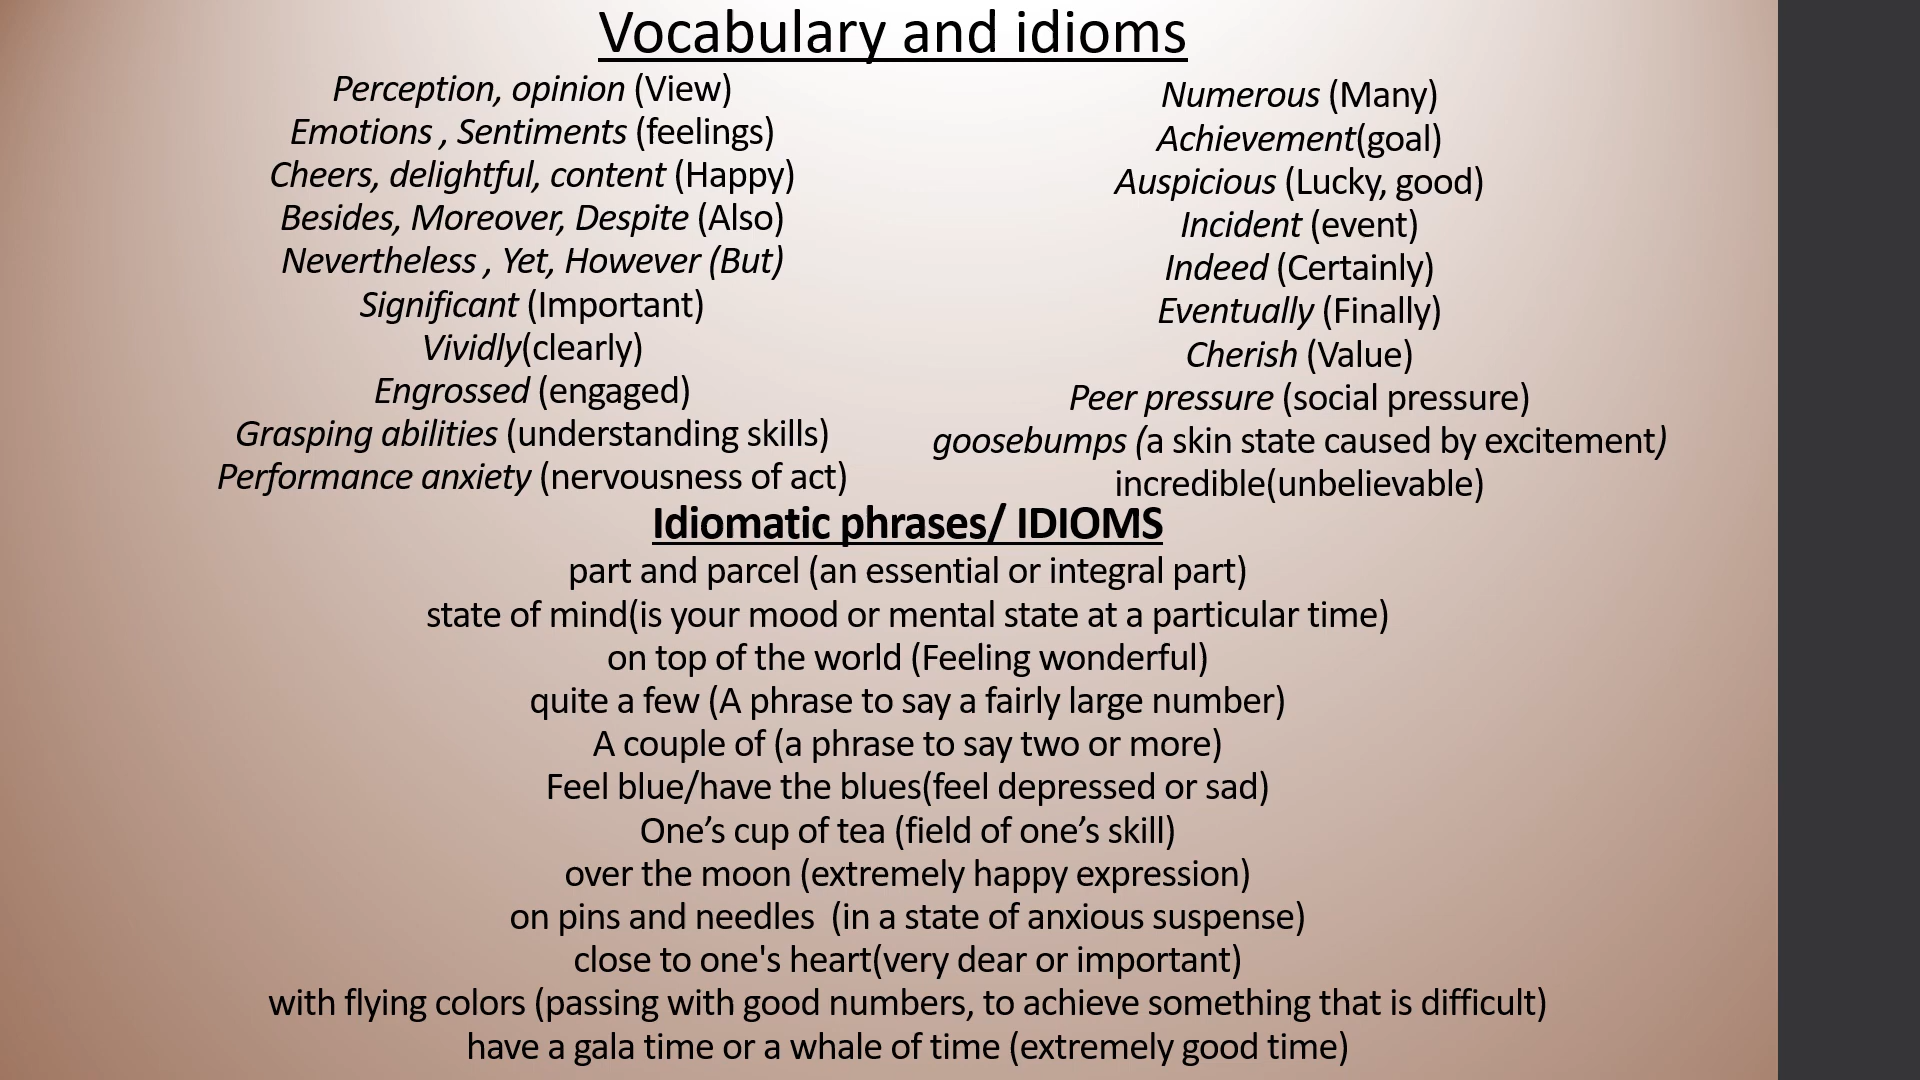 Vocabulary and idioms
Perception, opinion (View)
Emotions , Sentiments (feelings)
Cheers, delightful, content (Happy)
Besides, Moreover, Despite (Also)
Nevertheless , Yet, However (But)
Significant (Important)
Vividly(clearly)
Engrossed (engaged)
Grasping abilities (understanding skills)
Performance anxiety (nervousness of act)
Numerous (Many)
Achievement(goal)
Auspicious (Lucky, good)
Incident (event)
Indeed (Certainly)
Eventually (Finally)
Cherish (Value)
Peer pressure (social pressure)
goosebumps (a skin state caused by excitement)
incredible(unbelievable)
Idiomatic phrases/ IDIOMS
part and parcel (an essential or integral part)
state of mind(is your mood or mental state at a particular time)
on top of the world (Feeling wonderful)
quite a few (A phrase to say a fairly large number)
A couple of (a phrase to say two or more)
Feel blue/have the blues(feel depressed or sad)
One’s cup of tea (field of one’s skill)
over the moon (extremely happy expression)
on pins and needles  (in a state of anxious suspense)
close to one's heart(very dear or important)
with flying colors (passing with good numbers, to achieve something that is difficult)
have a gala time or a whale of time (extremely good time)